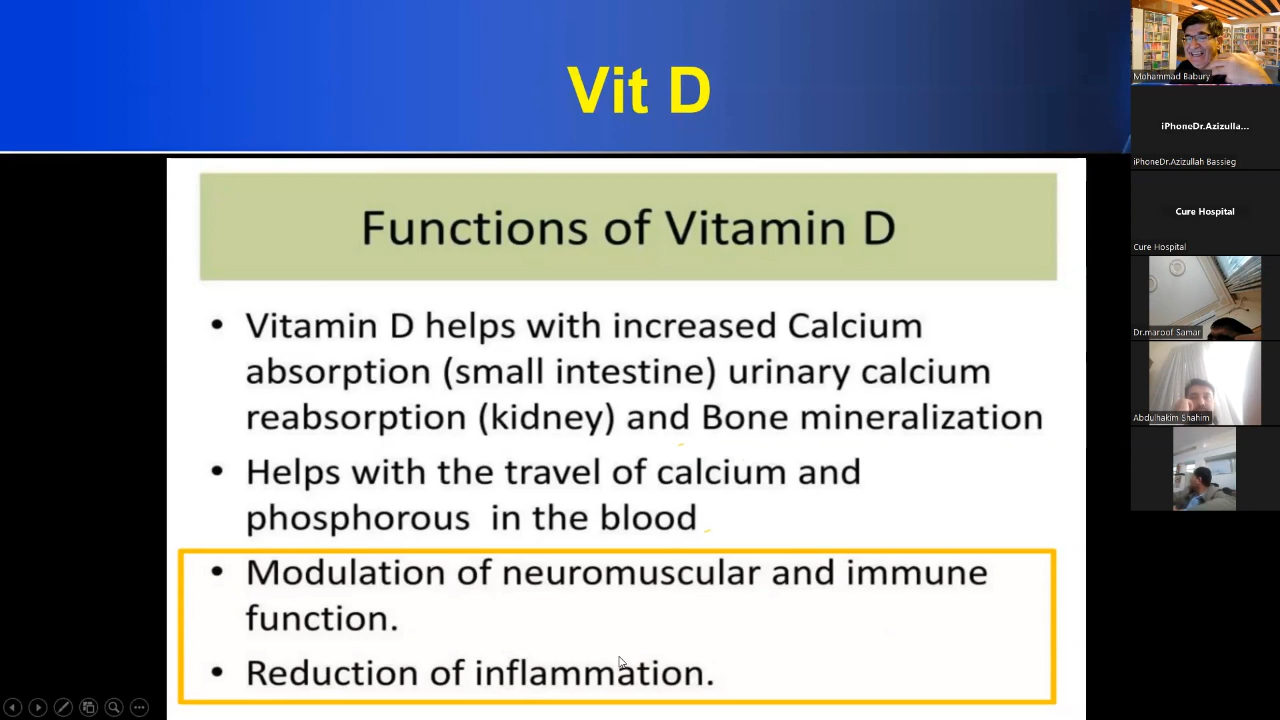 Vit D
Functions of Vitamin D
• Vitamin D helps with increased Calcium
absorption (small intestine) urinary calcium
reabsorption (kidney) and Bone mineralization
• Helps with the travel of calcium and
phosphorous in the blood
• Modulation of neuromuscular and immune
function.
• Reduction of inflammation.
Mohammad Babury
iPhoneDr.Azizulla...
iPhoneDr.Azizullah Bassieg
Cure Hospital
Cure Hospital
Dr.maroof Samar
Abdulhakim Shahim